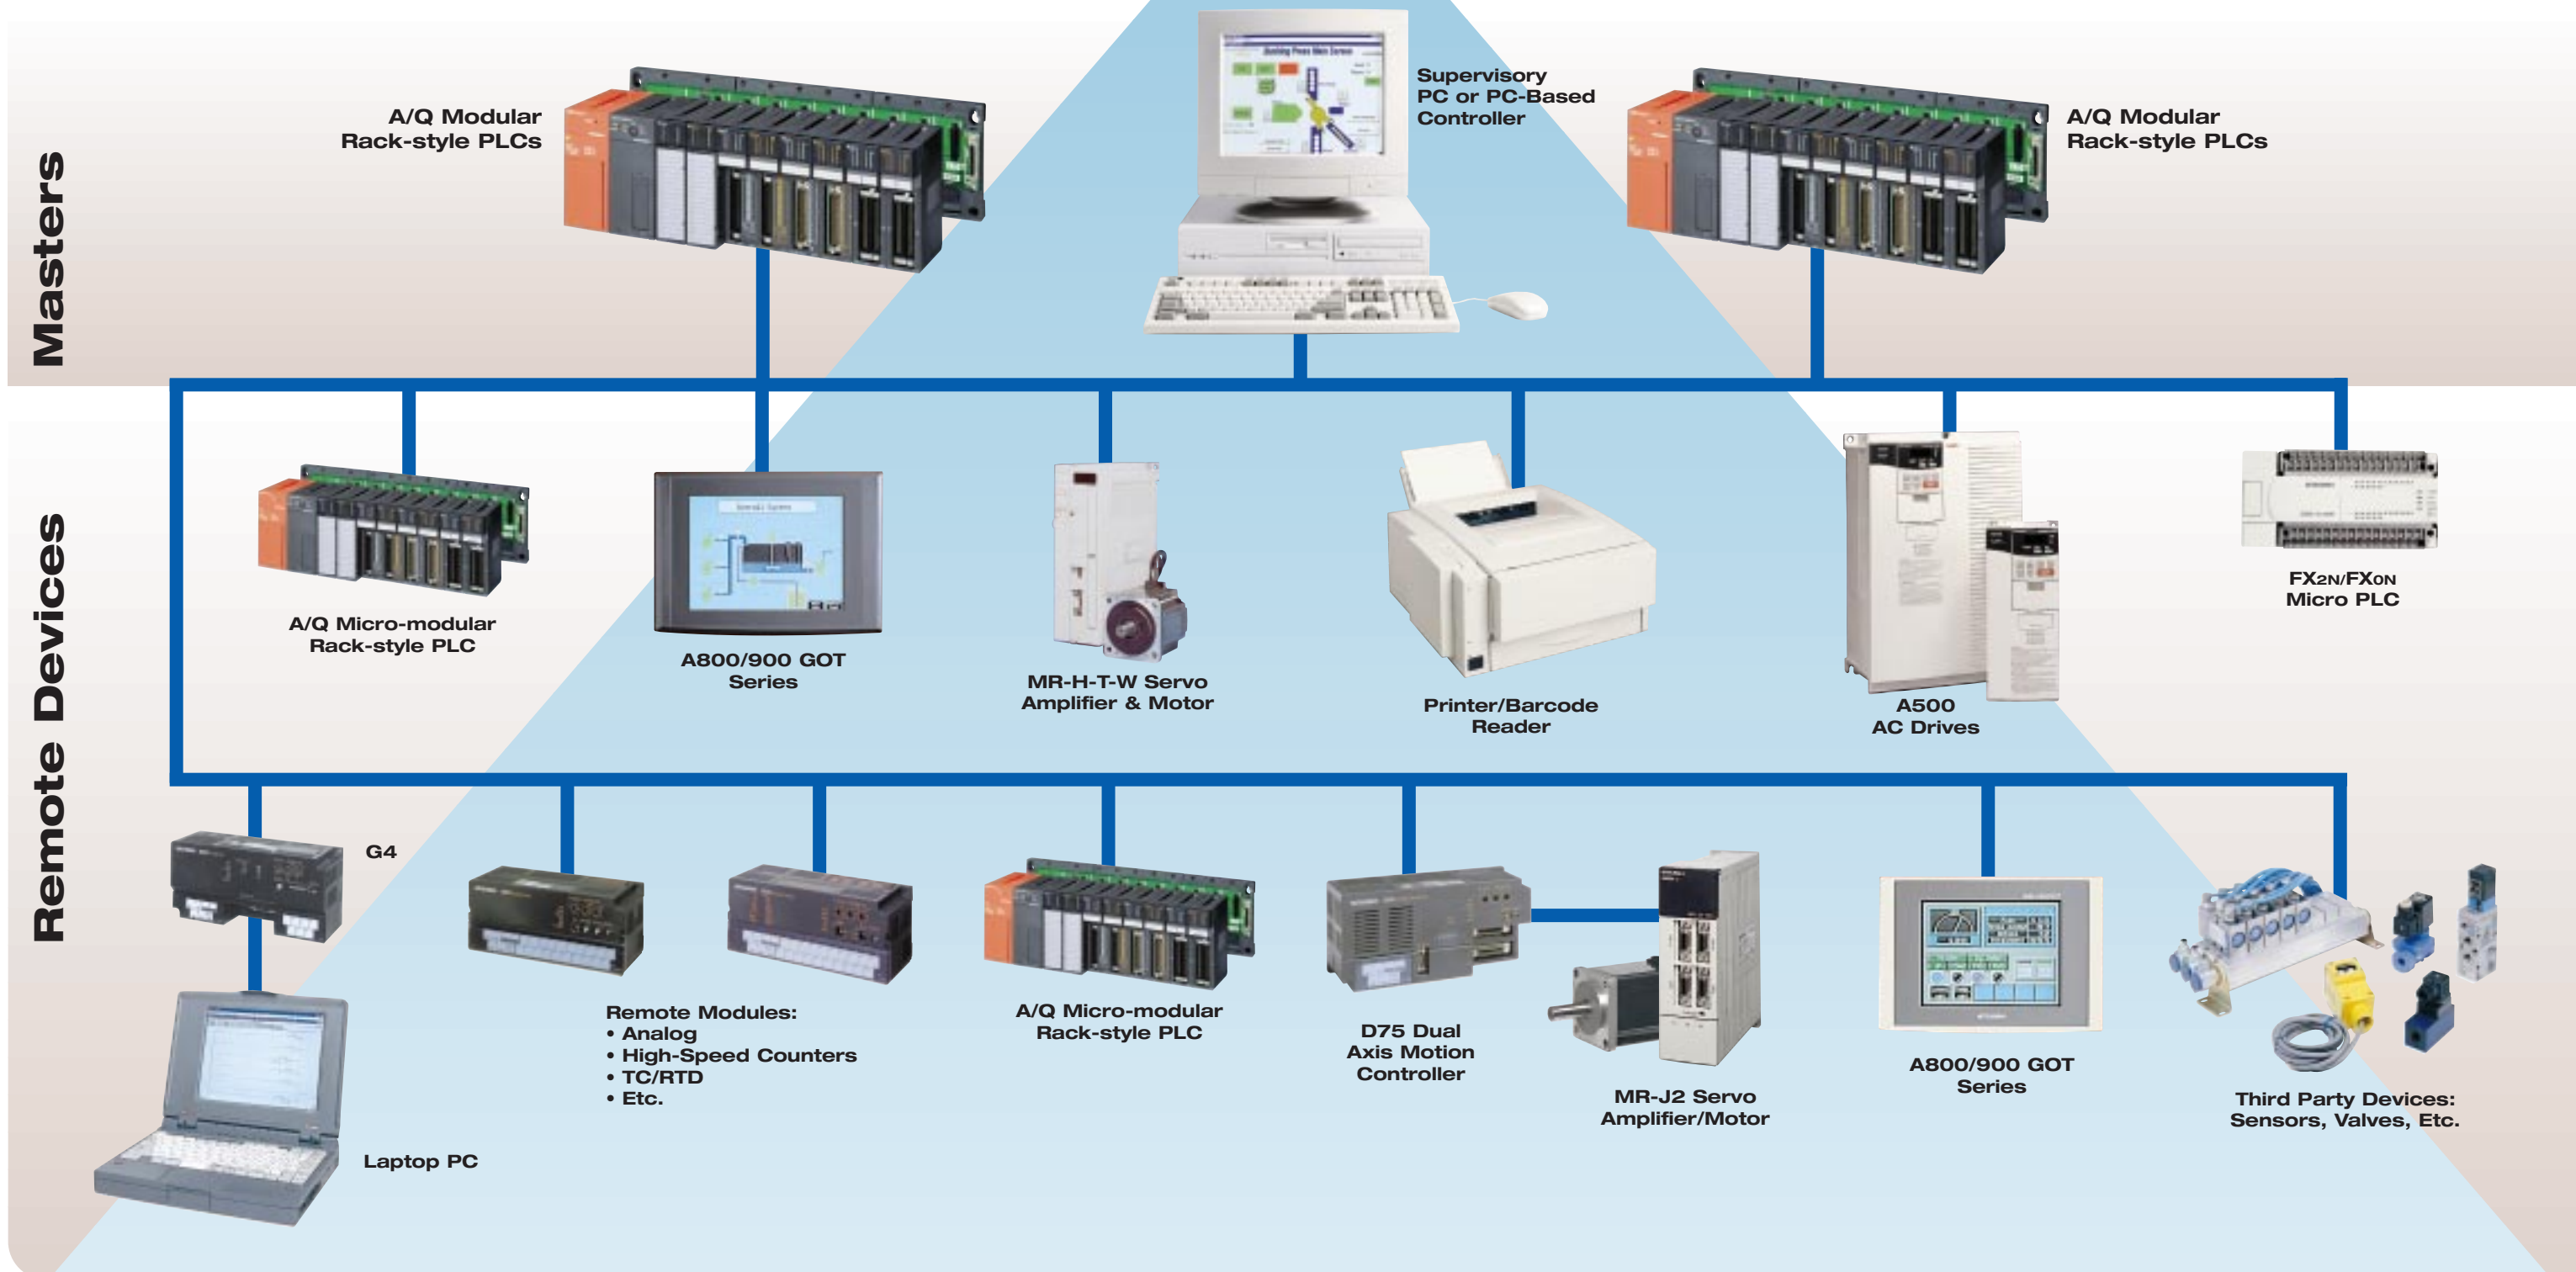 Masters
A/Q Modular
Rack-style PLCs
Supervisory
PC or PC-Based
Controller
A/Q Modular
Rack-style PLCs
Remote Devices
A/Q Micro-modular
Rack-style PLC
A800/900 GOT
Series
MR-H-T-W Servo
Amplifier & Motor
Printer/Barcode
Reader
A500
AC Drives
FX2N/FX0N
Micro PLC
G4
Laptop PC
Remote Modules:
• Analog
• High-Speed Counters
• TC/RTD
• Etc.
A/Q Micro-modular
Rack-style PLC
D75 Dual
Axis Motion
Controller
MR-J2 Servo
Amplifier/Motor
A800/900 GOT
Series
Third Party Devices:
Sensors, Valves, Etc.